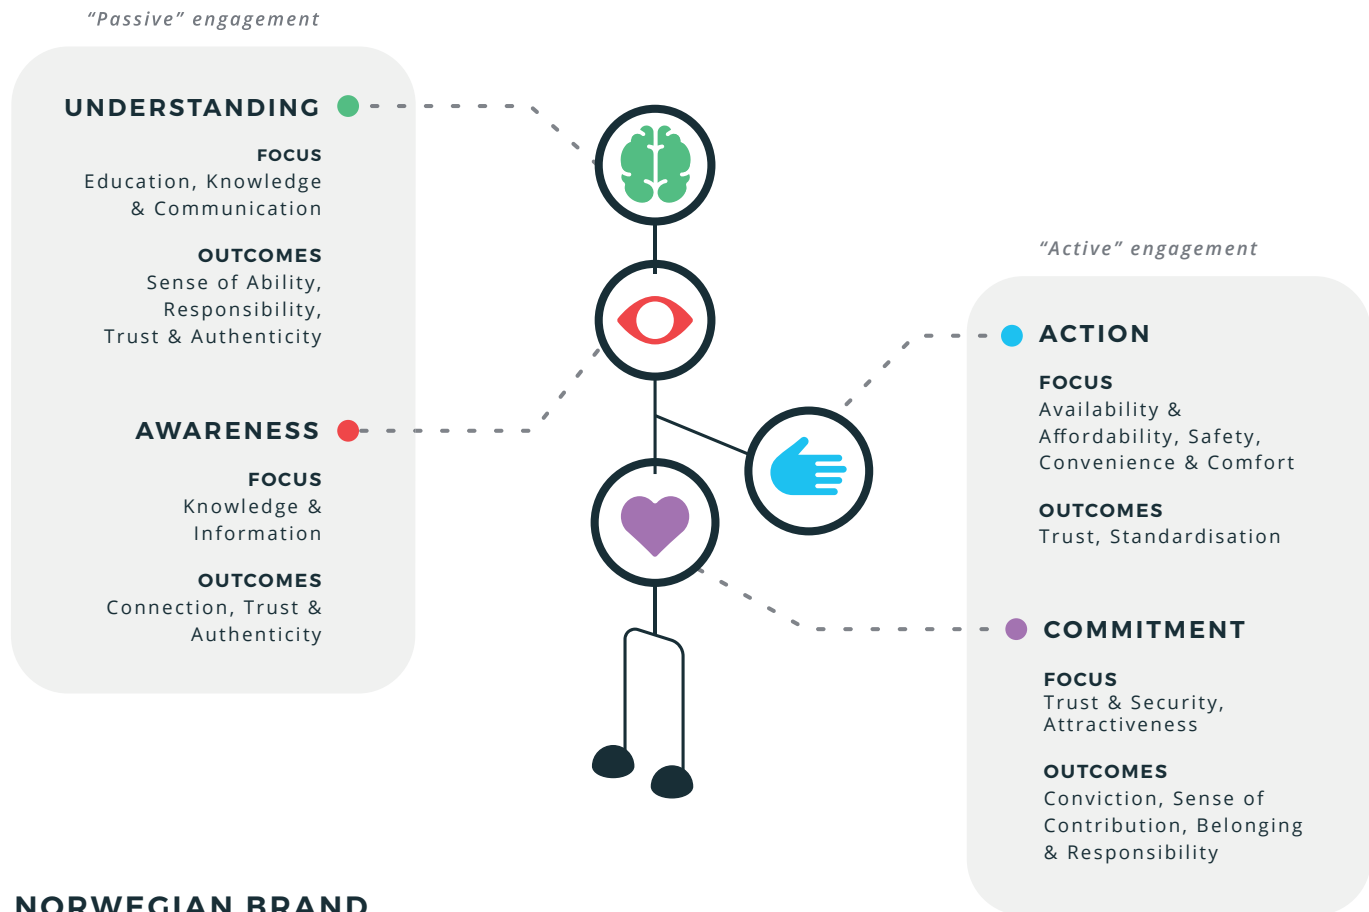 “Passive” engagement
UNDERSTANDING
FOCUS
Education, Knowledge
& Communication
OUTCOMES
Sense of Ability,
Responsibility,
Trust & Authenticity
AWARENESS
FOCUS
Knowledge &
Information
OUTCOMES
Connection, Trust &
Authenticity
“Active” engagement
ACTION
FOCUS
Availability &
Affordability, Safety,
Convenience & Comfort
OUTCOMES
Trust, Standardisation
COMMITMENT
FOCUS
Trust & Security,
Attractiveness
OUTCOMES
Conviction, Sense of
Contribution, Belonging
& Responsibility
NORWEGIAN BRAND